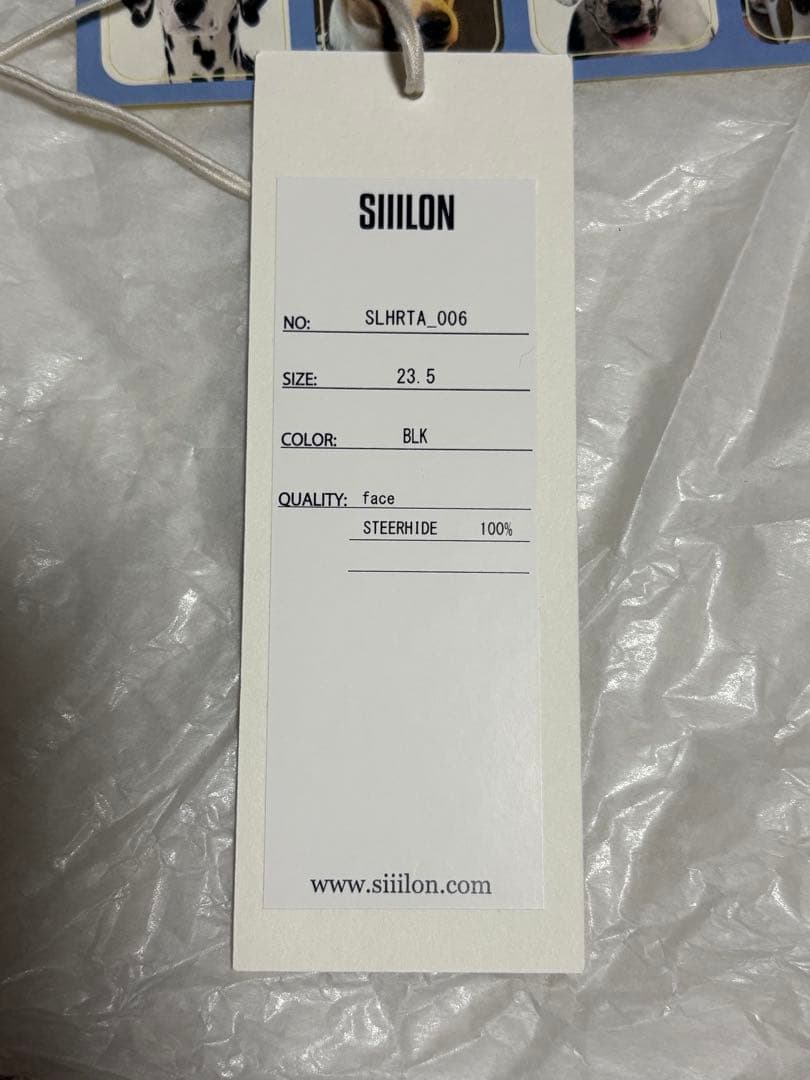 SIIILON
NO: SLHRTA_006
SIZE: 23.5
COLOR: BLK
QUALITY: face
STEERHIDE 100%
www.siiilon.com